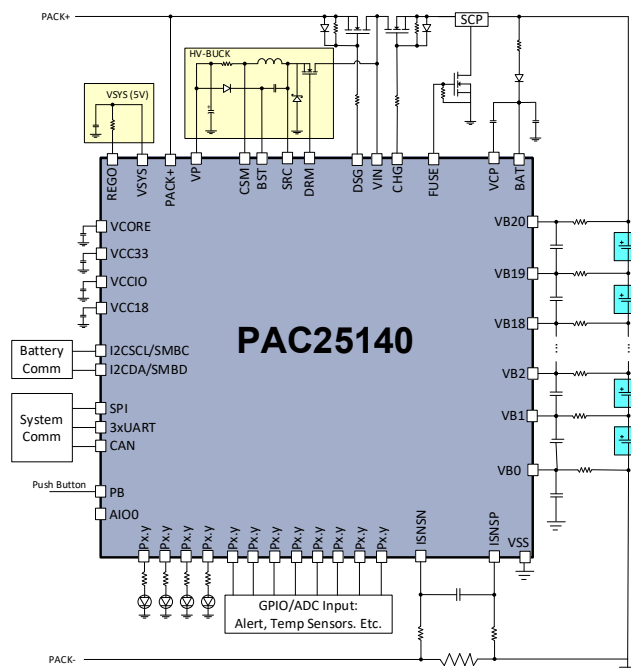 PACK+
SCP
HV-BUCK
VSYS (5V)
REGO
VSYS
PACK+
VP
CSM
BST
SRC
DRM
DSG
VIN
CHG
FUSE
VCP
BAT
VCORE
VCC33
VCCIO
VCC18
PAC25140
VB20
VB19
VB18
VB2
VB1
VB0
Battery
Comm
I2CSCL/SMBC
I2CDA/SMBD
System
Comm
SPI
3xUART
CAN
Push Button
PB
AIO0
Px.y
Px.y
Px.y
Px.y
Px.y
Px.y
Px.y
Px.y
Px.y
Px.y
Px.y
Px.y
ISNSN
ISNSP
VSS
GPIO/ADC Input:
Alert, Temp Sensors. Etc.
PACK-